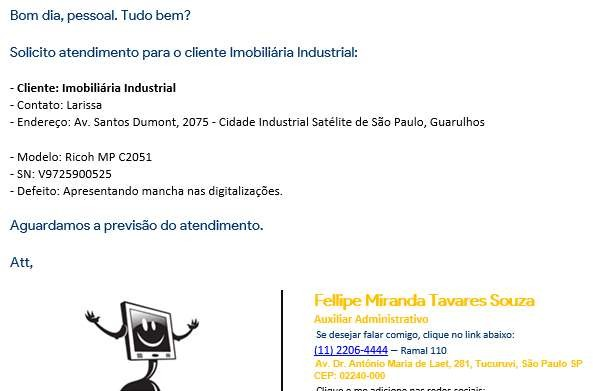 Bom dia, pessoal. Tudo bem?
Solicito atendimento para o cliente Imobiliária Industrial:
- Cliente: Imobiliária Industrial
- Contato: Larissa
- Endereço: Av. Santos Dumont, 2075 - Cidade Industrial Satélite de São Paulo, Guarulhos
- Modelo: Ricoh MP C2051
- SN: V9725900525
- Defeito: Apresentando mancha nas digitalizações.
Aguardamos a previsão do atendimento.
Att,
Fellipe Miranda Tavares Souza
Auxiliar Administrativo
Se desejar falar comigo, clique no link abaixo:
(11) 2206-4444 – Ramal 110
Av. Dr. Antônio Maria de Laet, 281, Tucuruvi, São Paulo SP
CEP: 02240-000
Clique e me adicione nas redes sociais: